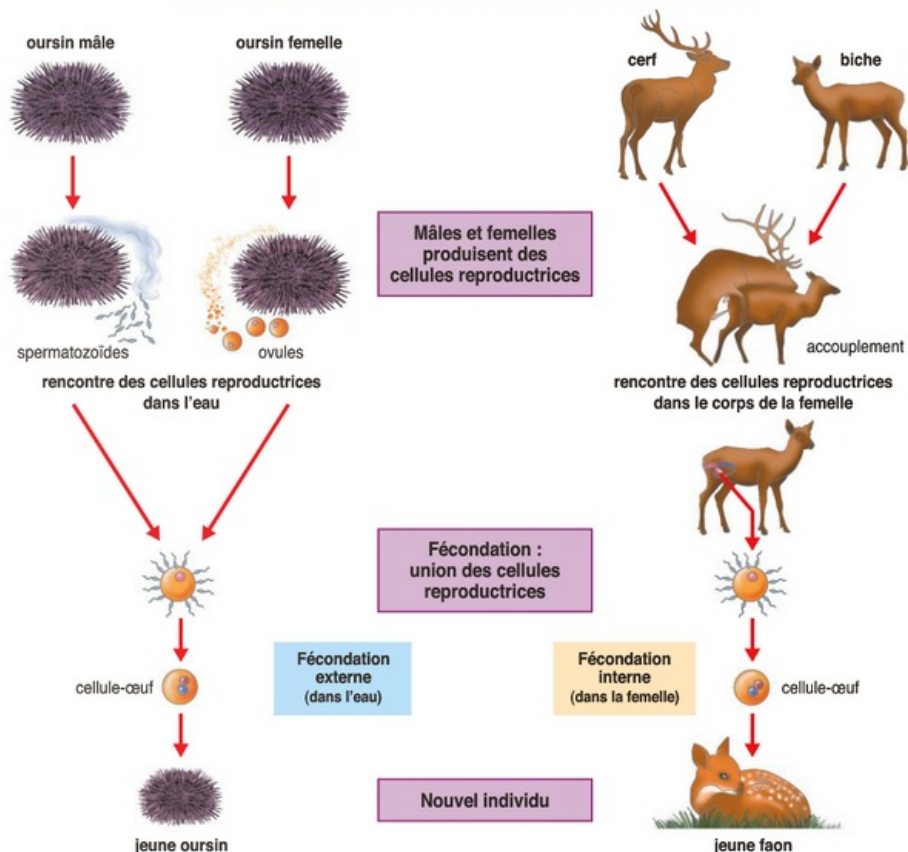 oursin mâle
oursin femelle
cerf
biche
Mâles et femelles
produisent des
cellules reproductrices
spermatozoïdes
ovules
accouplement
rencontre des cellules reproductrices
dans l'eau
rencontre des cellules reproductrices
dans le corps de la femelle
Fécondation :
union des cellules
reproductrices
Fécondation
externe
(dans l'eau)
Fécondation
interne
(dans la femelle)
cellule-œuf
cellule-œuf
Nouvel individu
jeune oursin
jeune faon